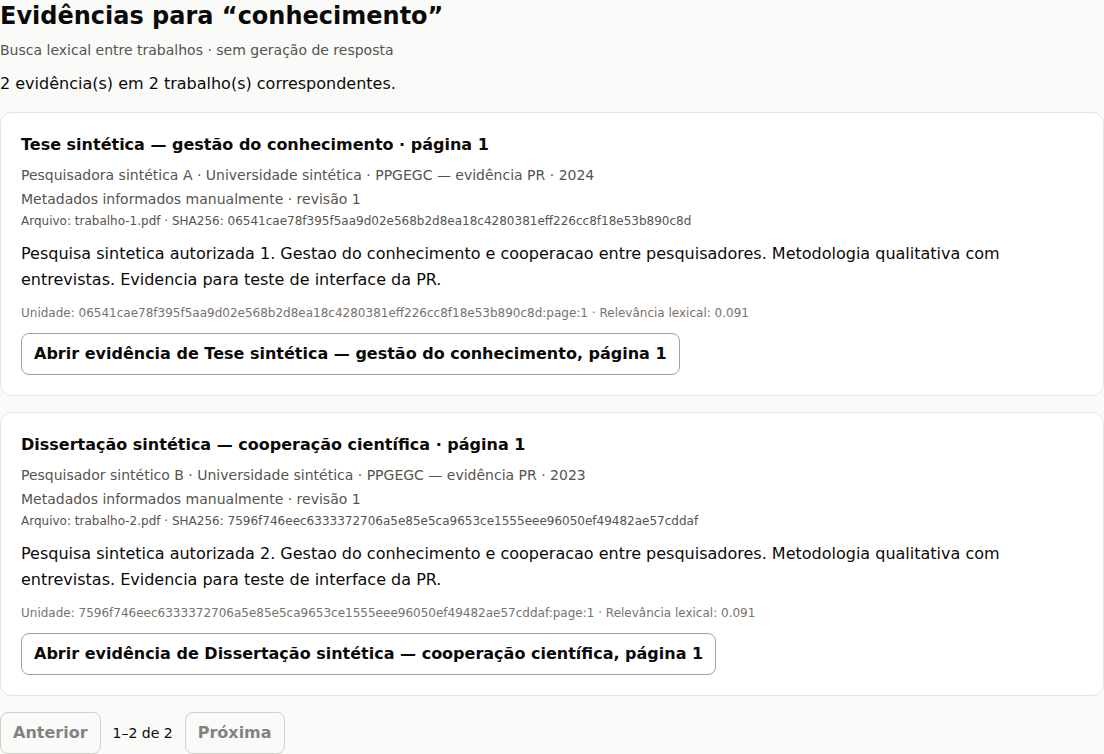 Evidências para “conhecimento”
Busca lexical entre trabalhos · sem geração de resposta
2 evidência(s) em 2 trabalho(s) correspondentes.
Tese sintética — gestão do conhecimento · página 1
Pesquisadora sintética A · Universidade sintética · PPGEGC — evidência PR · 2024
Metadados informados manualmente · revisão 1
Arquivo: trabalho-1.pdf · SHA256: 06541cae78f395f5aa9d02e568b2d8ea18c4280381eff226cc8f18e53b890c8d
Pesquisa sintetica autorizada 1. Gestao do conhecimento e cooperacao entre pesquisadores. Metodologia qualitativa com
entrevistas. Evidencia para teste de interface da PR.
Unidade: 06541cae78f395f5aa9d02e568b2d8ea18c4280381eff226cc8f18e53b890c8d:page:1 · Relevância lexical: 0.091
Abrir evidência de Tese sintética — gestão do conhecimento, página 1
Dissertação sintética — cooperação científica · página 1
Pesquisador sintético B · Universidade sintética · PPGEGC — evidência PR · 2023
Metadados informados manualmente · revisão 1
Arquivo: trabalho-2.pdf · SHA256: 7596f746eec6333372706a5e85e5ca9653ce1555eee96050ef49482ae57cddaf
Pesquisa sintetica autorizada 2. Gestao do conhecimento e cooperacao entre pesquisadores. Metodologia qualitativa com
entrevistas. Evidencia para teste de interface da PR.
Unidade: 7596f746eec6333372706a5e85e5ca9653ce1555eee96050ef49482ae57cddaf:page:1 · Relevância lexical: 0.091
Abrir evidência de Dissertação sintética — cooperação científica, página 1
Anterior 1–2 de 2 Próxima